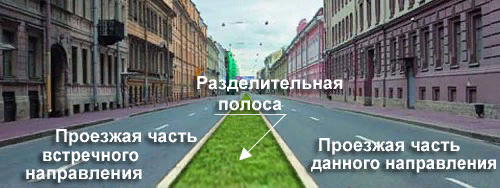 Разделительная
полоса
Проезжая часть
встречного
направления
Проезжая часть
данного направления